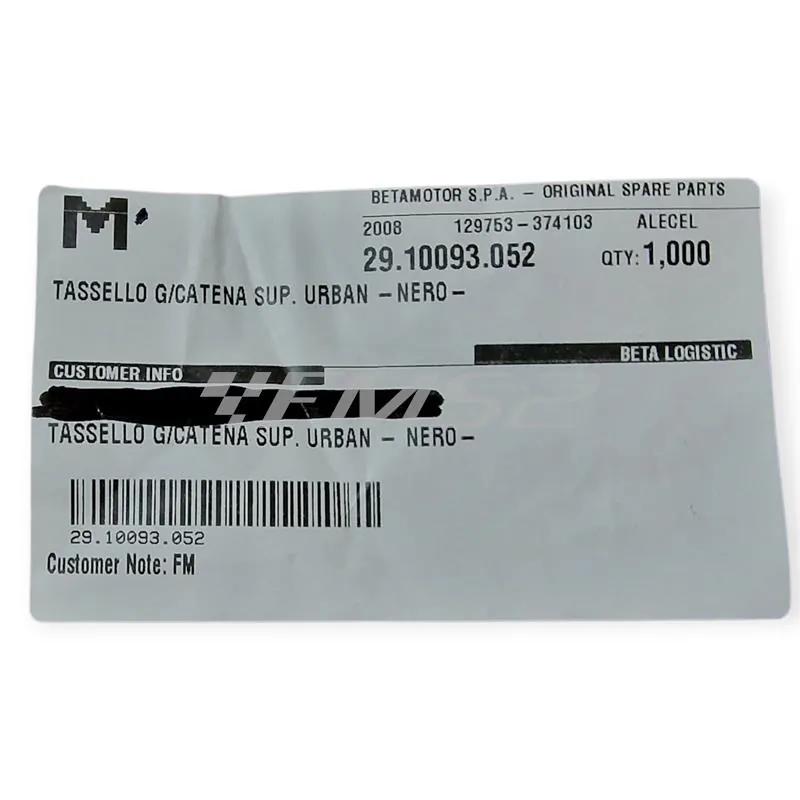 M'
BETAMOTOR S.P.A. – ORIGINAL SPARE PARTS
2008 129753-374103 ALECEL
29.10093.052 QTY: 1,000
TASSELLO G/CATENA SUP. URBAN –NERO–
BETA LOGISTIC
CUSTOMER INFO
FMS2
TASSELLO G/CATENA SUP. URBAN – NERO–
29.10093.052
Customer Note: FM